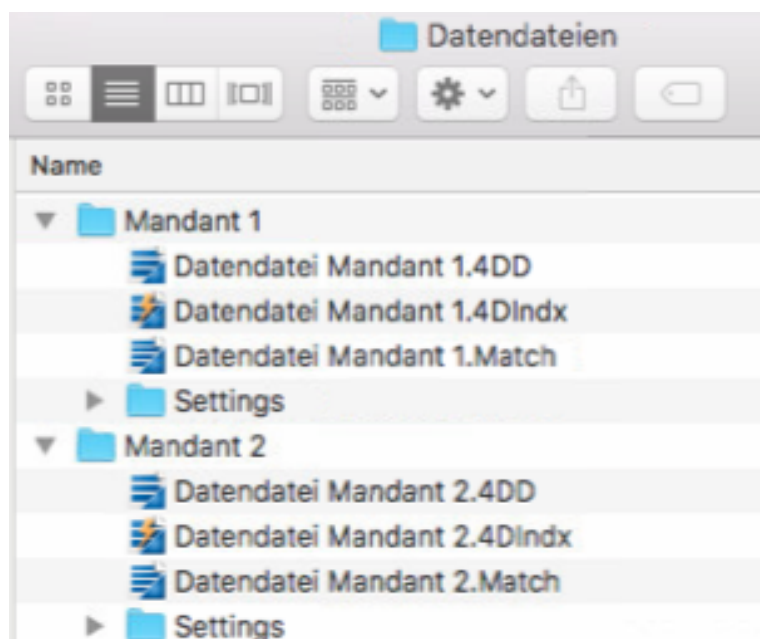 Datendateien
Name
Mandant 1
Datendatei Mandant 1.4DD
Datendatei Mandant 1.4DIndx
Datendatei Mandant 1.Match
Settings
Mandant 2
Datendatei Mandant 2.4DD
Datendatei Mandant 2.4DIndx
Datendatei Mandant 2.Match
Settings